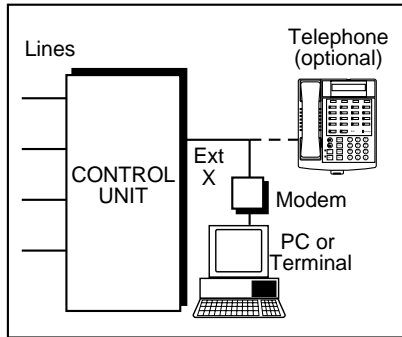 Lines
Telephone
(optional)
CONTROL
UNIT
Ext
X
Modem
PC or
Terminal